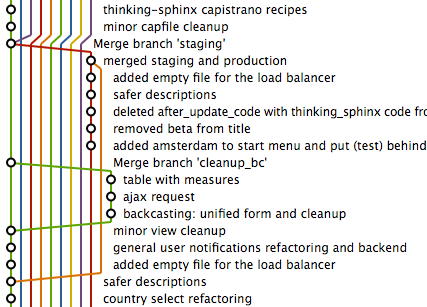 thinking-sphinx capistrano recipes
minor capfile cleanup
Merge branch 'staging'
merged staging and production
added empty file for the load balancer
safer descriptions
deleted after_update_code with thinking_sphinx code fro
removed beta from title
added amsterdam to start menu and put (test) behind
Merge branch 'cleanup_bc'
table with measures
ajax request
backcasting: unified form and cleanup
minor view cleanup
general user notifications refactoring and backend
added empty file for the load balancer
safer descriptions
country select refactoring